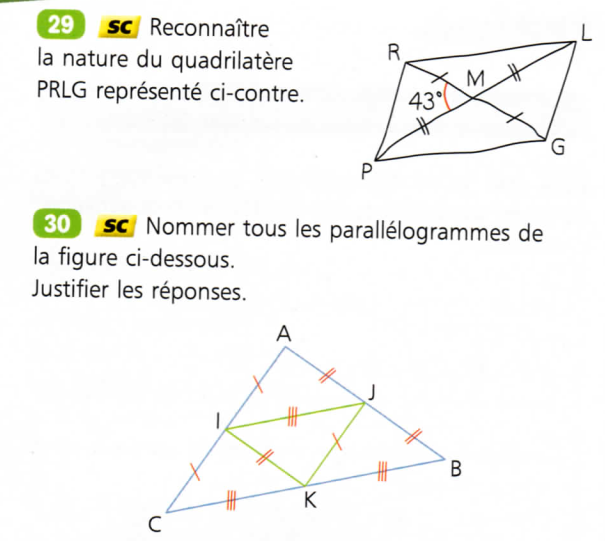 29 SC Reconnaître
la nature du quadrilatère
PRLG représenté ci-contre.
R
L
M
43°
G
P
30 SC Nommer tous les parallélogrammes de
la figure ci-dessous.
Justifier les réponses.
A
J
I
B
K
C